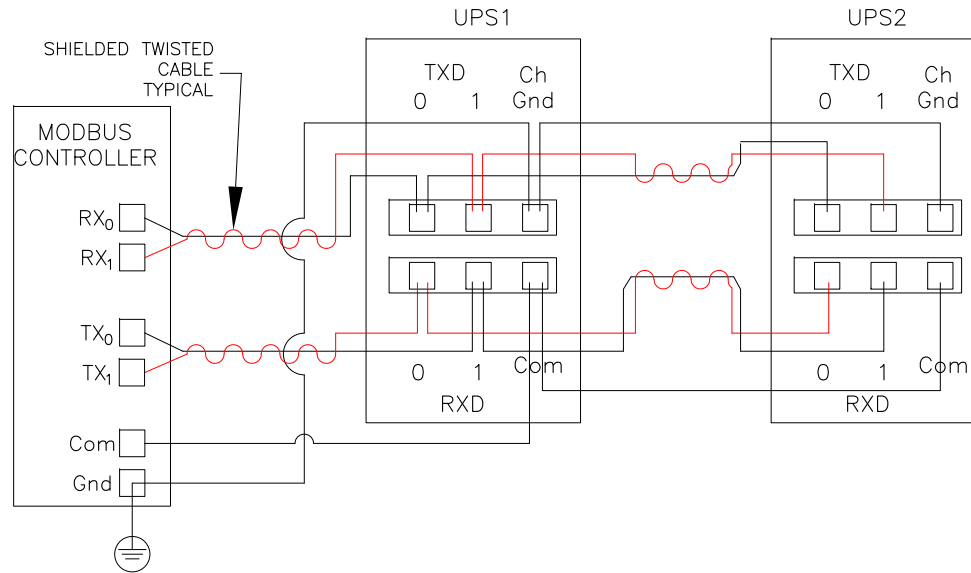 UPS1
UPS2
SHIELDED TWISTED
CABLE
TYPICAL
TXD
Ch
0 1 Gnd
TXD
Ch
0 1 Gnd
MODBUS
CONTROLLER
RX₀
RX₁
TX₀
TX₁
Com
Gnd
0 1 Com
RXD
0 1 Com
RXD